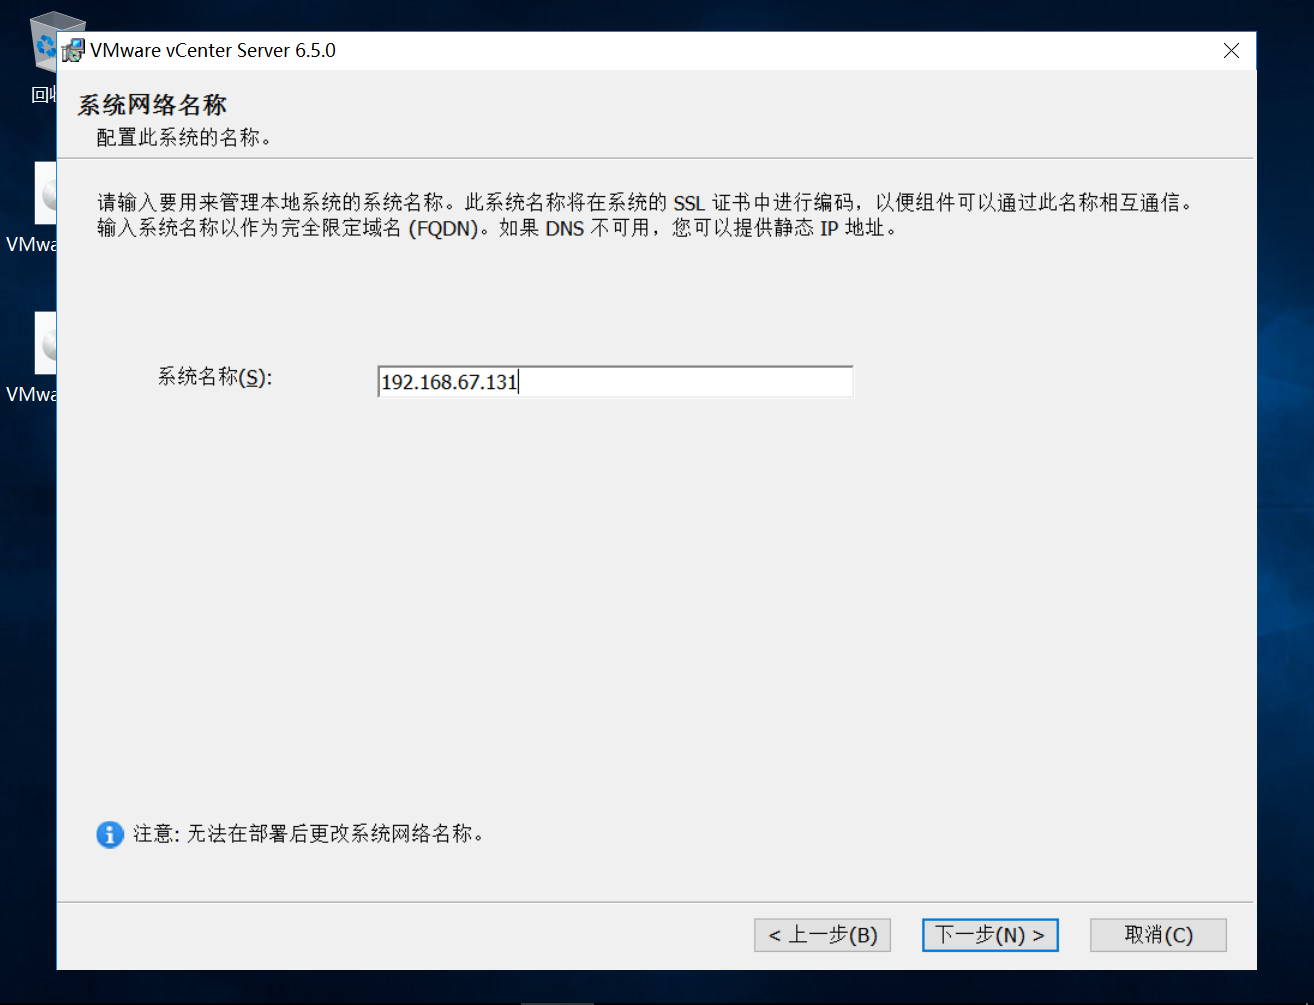 VMware vCenter Server 6.5.0
系统网络名称
配置此系统的名称。
请输入要用来管理本地系统的系统名称。此系统名称将在系统的 SSL 证书中进行编码，以便组件可以通过此名称相互通信。
输入系统名称以作为完全限定域名 (FQDN)。如果 DNS 不可用，您可以提供静态 IP 地址。
系统名称(S):
192.168.67.131
注意: 无法在部署后更改系统网络名称。
< 上一步(B)
下一步(N) >
取消(C)
回收
VMwa
VMwa